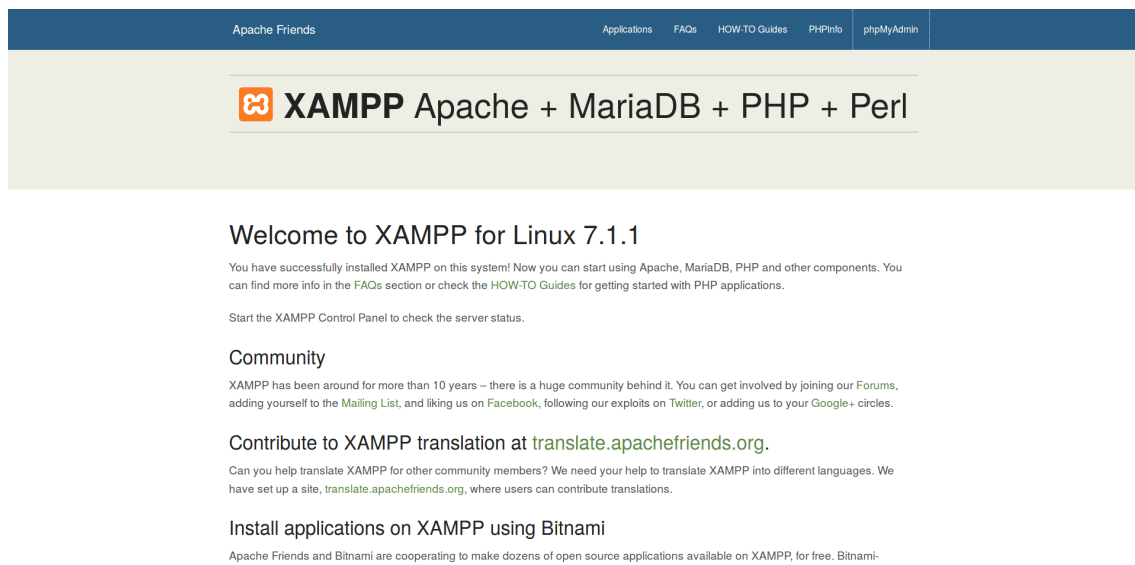 Apache Friends
Applications FAQs HOW-TO Guides PHPInfo phpMyAdmin
XAMPP Apache + MariaDB + PHP + Perl
Welcome to XAMPP for Linux 7.1.1
You have successfully installed XAMPP on this system! Now you can start using Apache, MariaDB, PHP and other components. You
can find more info in the FAQs section or check the HOW-TO Guides for getting started with PHP applications.
Start the XAMPP Control Panel to check the server status.
Community
XAMPP has been around for more than 10 years – there is a huge community behind it. You can get involved by joining our Forums,
adding yourself to the Mailing List, and liking us on Facebook, following our exploits on Twitter, or adding us to your Google+ circles.
Contribute to XAMPP translation at translate.apachefriends.org.
Can you help translate XAMPP for other community members? We need your help to translate XAMPP into different languages. We
have set up a site, translate.apachefriends.org, where users can contribute translations.
Install applications on XAMPP using Bitnami
Apache Friends and Bitnami are cooperating to make dozens of open source applications available on XAMPP, for free. Bitnami-